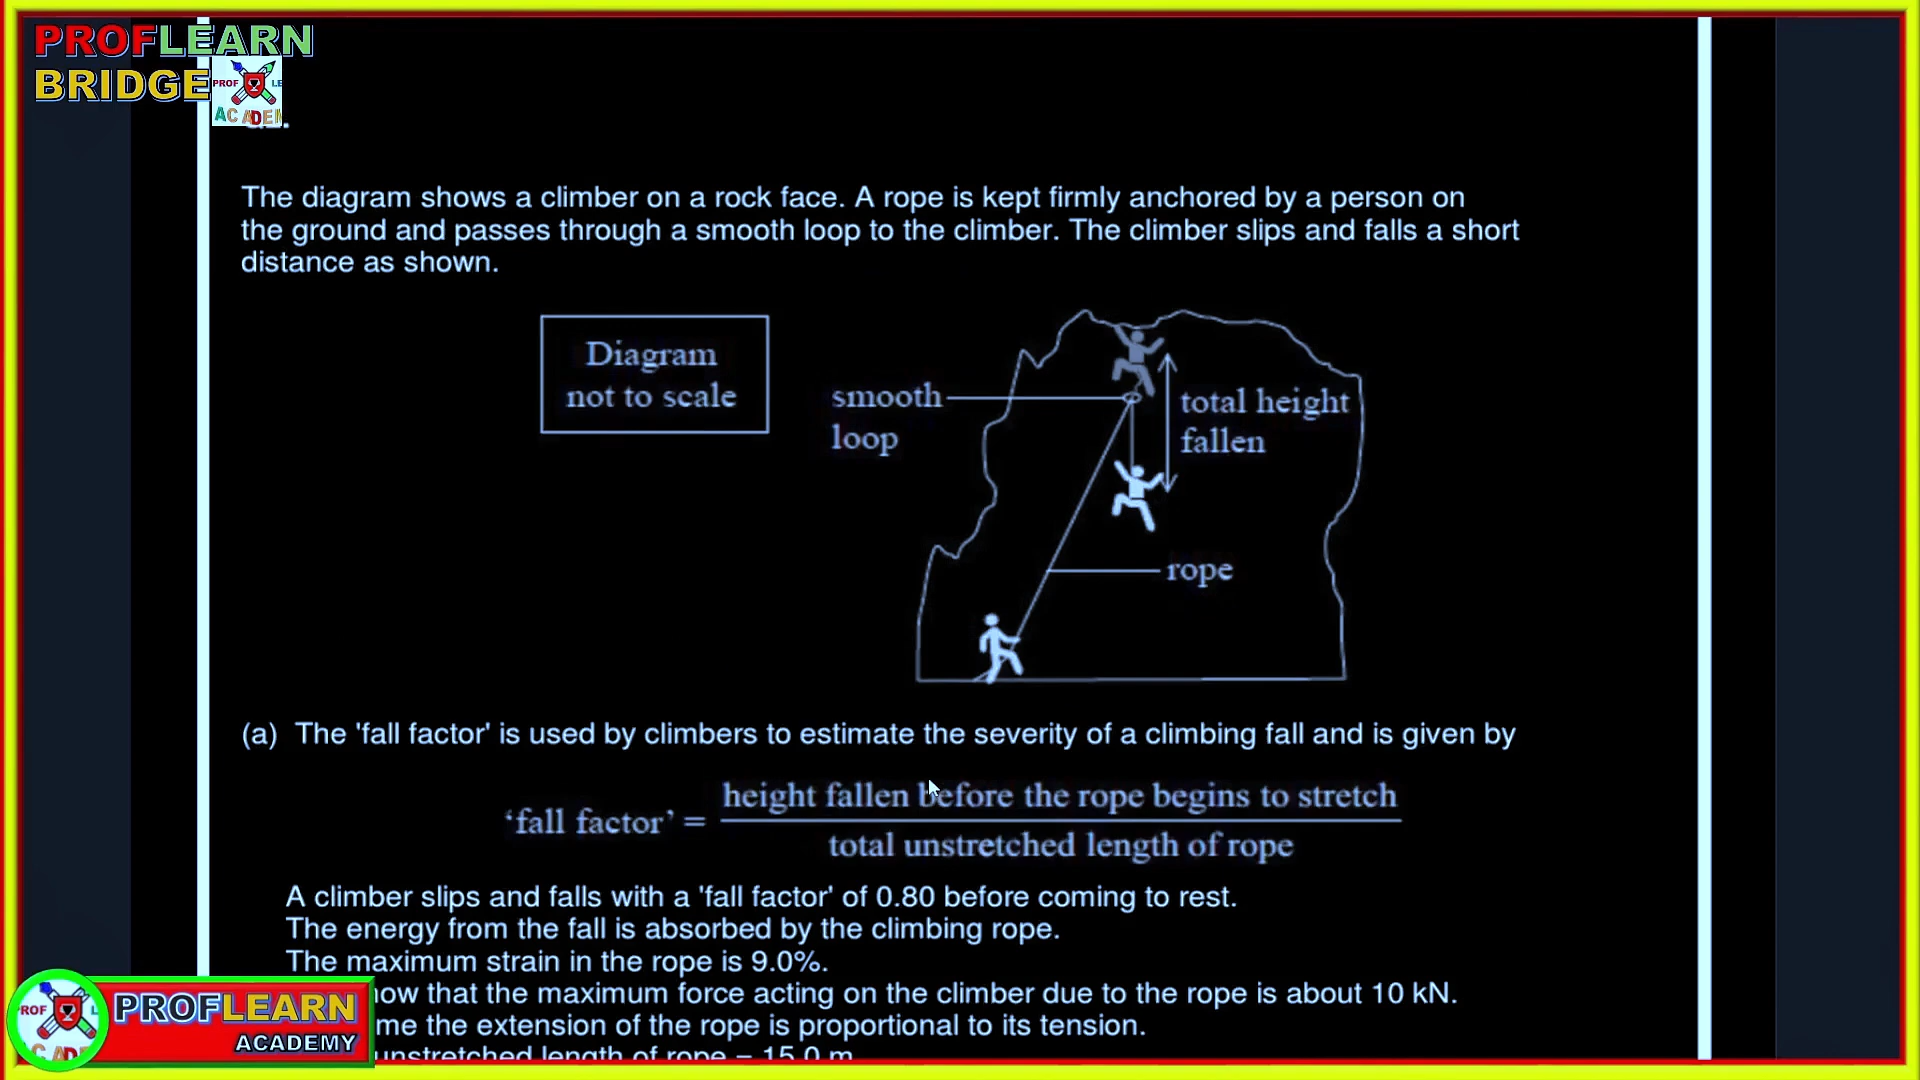 PROFLEARN
BRIDGE
The diagram shows a climber on a rock face. A rope is kept firmly anchored by a person on
the ground and passes through a smooth loop to the climber. The climber slips and falls a short
distance as shown.
Diagram
not to scale
smooth
loop
total height
fallen
rope
(a) The 'fall factor' is used by climbers to estimate the severity of a climbing fall and is given by
'fall factor' = height fallen before the rope begins to stretch
total unstretched length of rope
A climber slips and falls with a 'fall factor' of 0.80 before coming to rest.
The energy from the fall is absorbed by the climbing rope.
The maximum strain in the rope is 9.0%.
how that the maximum force acting on the climber due to the rope is about 10 kN.
me the extension of the rope is proportional to its tension.
unstretched length of rope = 15.0 m
PROFLEARN
ACADEMY